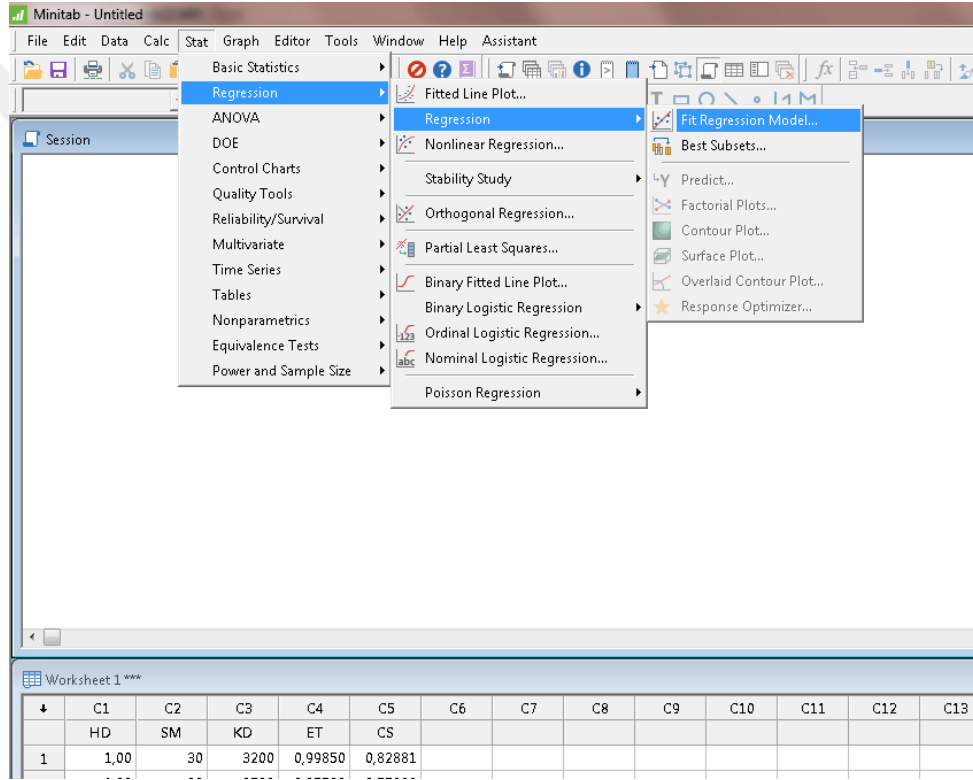 Minitab - Untitled
File Edit Data Calc Stat Graph Editor Tools Window Help Assistant
Basic Statistics
Regression
ANOVA
DOE
Control Charts
Quality Tools
Reliability/Survival
Multivariate
Time Series
Tables
Nonparametrics
Equivalence Tests
Power and Sample Size
Fitted Line Plot...
Regression
Nonlinear Regression...
Stability Study
Orthogonal Regression...
Partial Least Squares...
Binary Fitted Line Plot...
Binary Logistic Regression
Ordinal Logistic Regression...
Nominal Logistic Regression...
Poisson Regression
Fit Regression Model...
Best Subsets...
Predict...
Factorial Plots...
Contour Plot...
Surface Plot...
Overlaid Contour Plot...
Response Optimizer...
Session
Worksheet 1 ***
C1 C2 C3 C4 C5 C6 C7 C8 C9 C10 C11 C12 C13
HD SM KD ET CS
1 1,00 30 3200 0,99850 0,82881